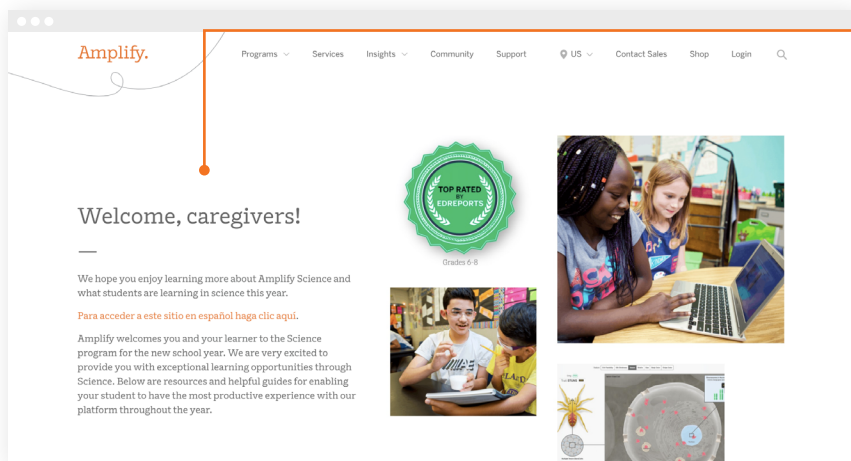 Amplify.
Programs
Services
Insights
Community
Support
US
Contact Sales
Shop
Login
TOP RATED
BY
EDREPORTS
Grades 6-8
Welcome, caregivers!
We hope you enjoy learning more about Amplify Science and
what students are learning in science this year.
Para acceder a este sitio en español haga clic aquí.
Amplify welcomes you and your learner to the Science
program for the new school year. We are very excited to
provide you with exceptional learning opportunities through
Science. Below are resources and helpful guides for enabling
your student to have the most productive experience with our
platform throughout the year.